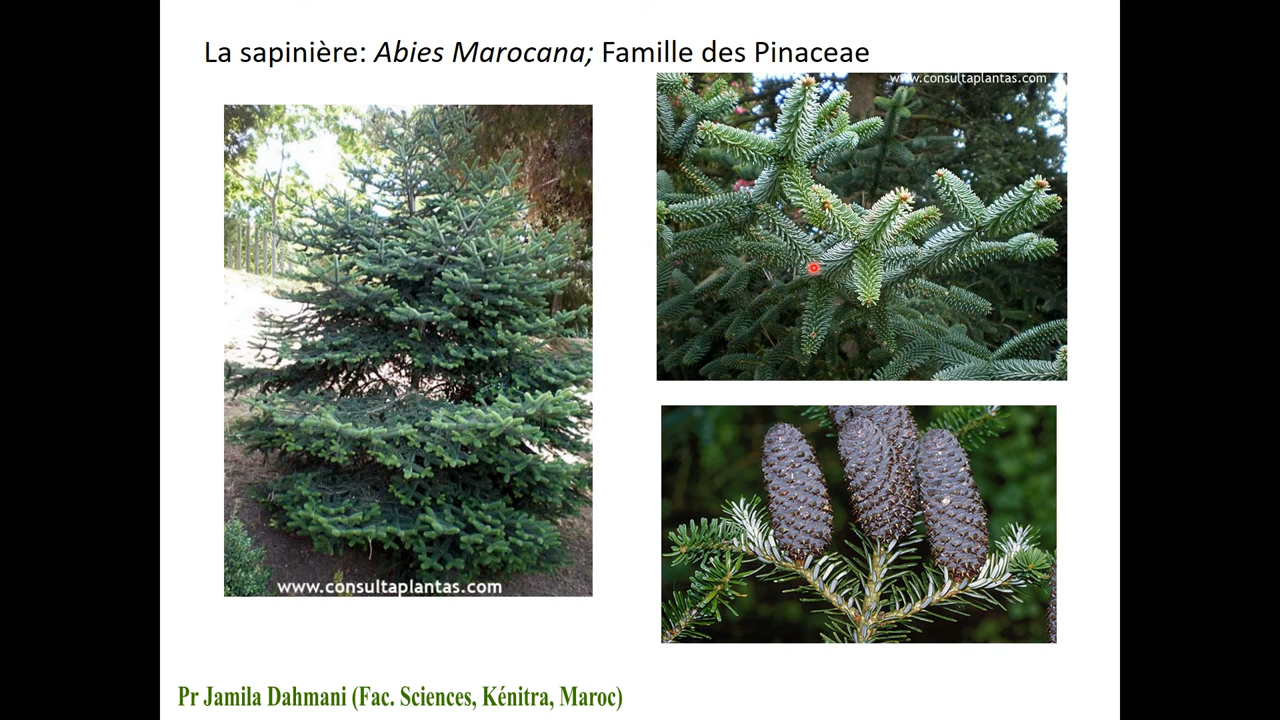 La sapinière: Abies Marocana; Famille des Pinaceae
www.consultaplantas.com
www.consultaplantas.com
Pr Jamila Dahmani (Fac. Sciences, Kénitra, Maroc)